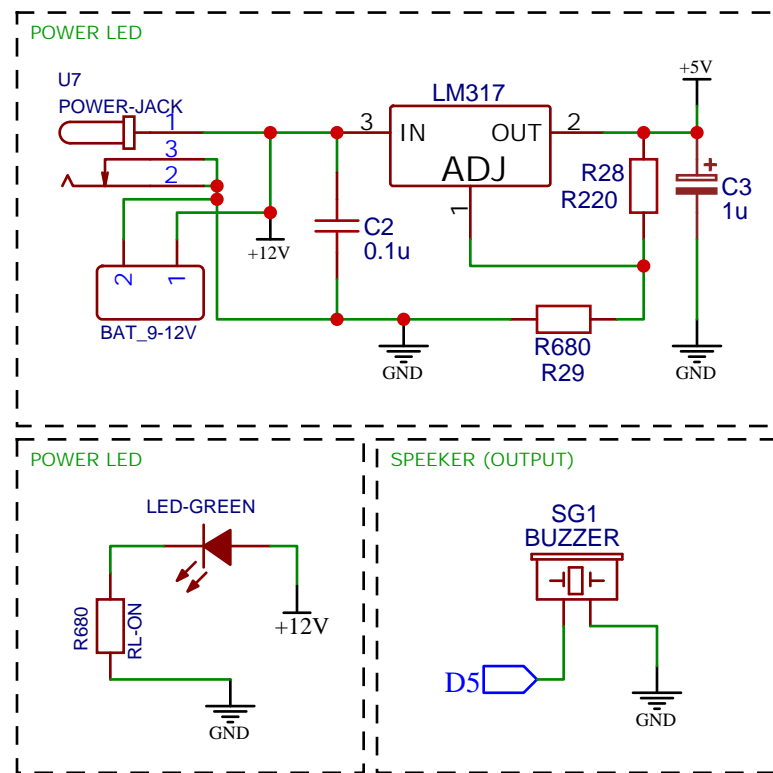 POWER LED
U7
POWER-JACK
1
3
2
+12V
2
1
BAT_9-12V
C2
0.1u
LM317
3
IN
OUT
2
ADJ
1
+5V
R28
R220
C3
1u
R680
R29
GND
GND
POWER LED
LED-GREEN
R680
RL-ON
+12V
GND
SPEEKER (OUTPUT)
SG1
BUZZER
D5
GND